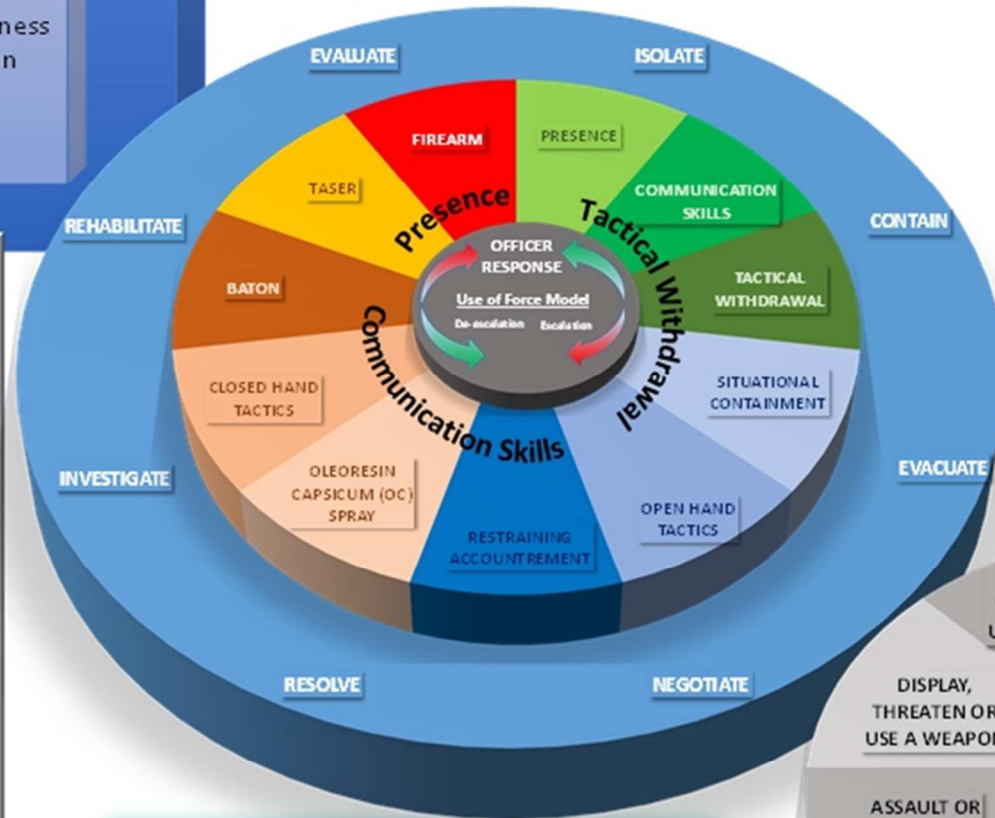 ness
n
EVALUATE
ISOLATE
FIREARM
PRESENCE
TASER
COMMUNICATION
SKILLS
Presence
Tactical Withdrawal
REHABILITATE
CONTAIN
OFFICER
RESPONSE
BATON
TACTICAL
WITHDRAWAL
Use of Force Model
De-escalation Escalation
Communication Skills
CLOSED HAND
TACTICS
SITUATIONAL
CONTAINMENT
INVESTIGATE
OLEORESIN
CAPSICUM (OC)
SPRAY
EVACUATE
OPEN HAND
TACTICS
RESTRAINING
ACCOUNTREMENT
RESOLVE
NEGOTIATE
DISPLAY,
THREATEN OR
USE A WEAPON
ASSAULT OR